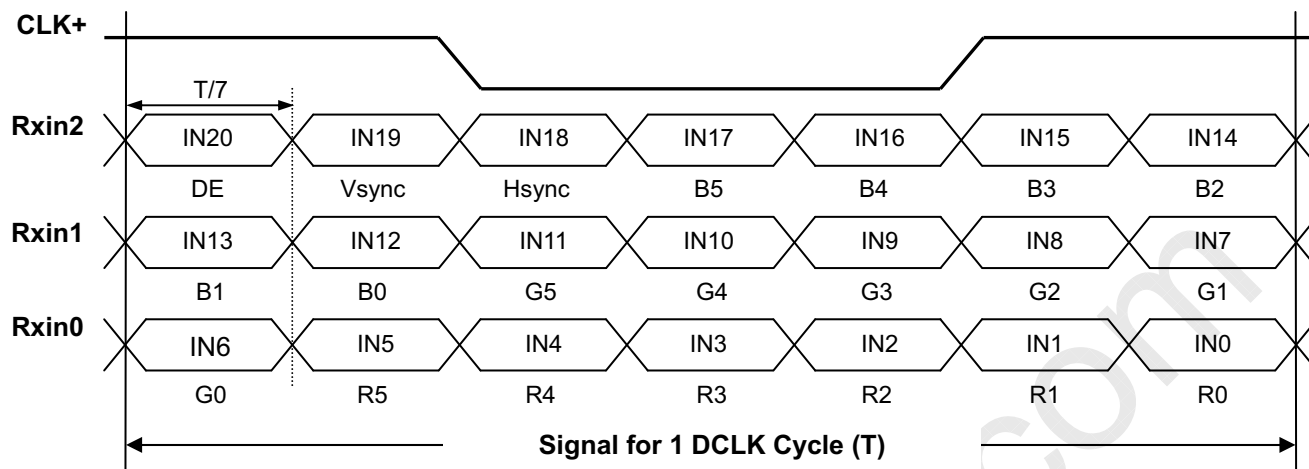 CLK+
T/7
Rxin2 IN20 IN19 IN18 IN17 IN16 IN15 IN14
DE Vsync Hsync B5 B4 B3 B2
Rxin1 IN13 IN12 IN11 IN10 IN9 IN8 IN7
B1 B0 G5 G4 G3 G2 G1
Rxin0 IN6 IN5 IN4 IN3 IN2 IN1 IN0
G0 R5 R4 R3 R2 R1 R0
Signal for 1 DCLK Cycle (T)
com